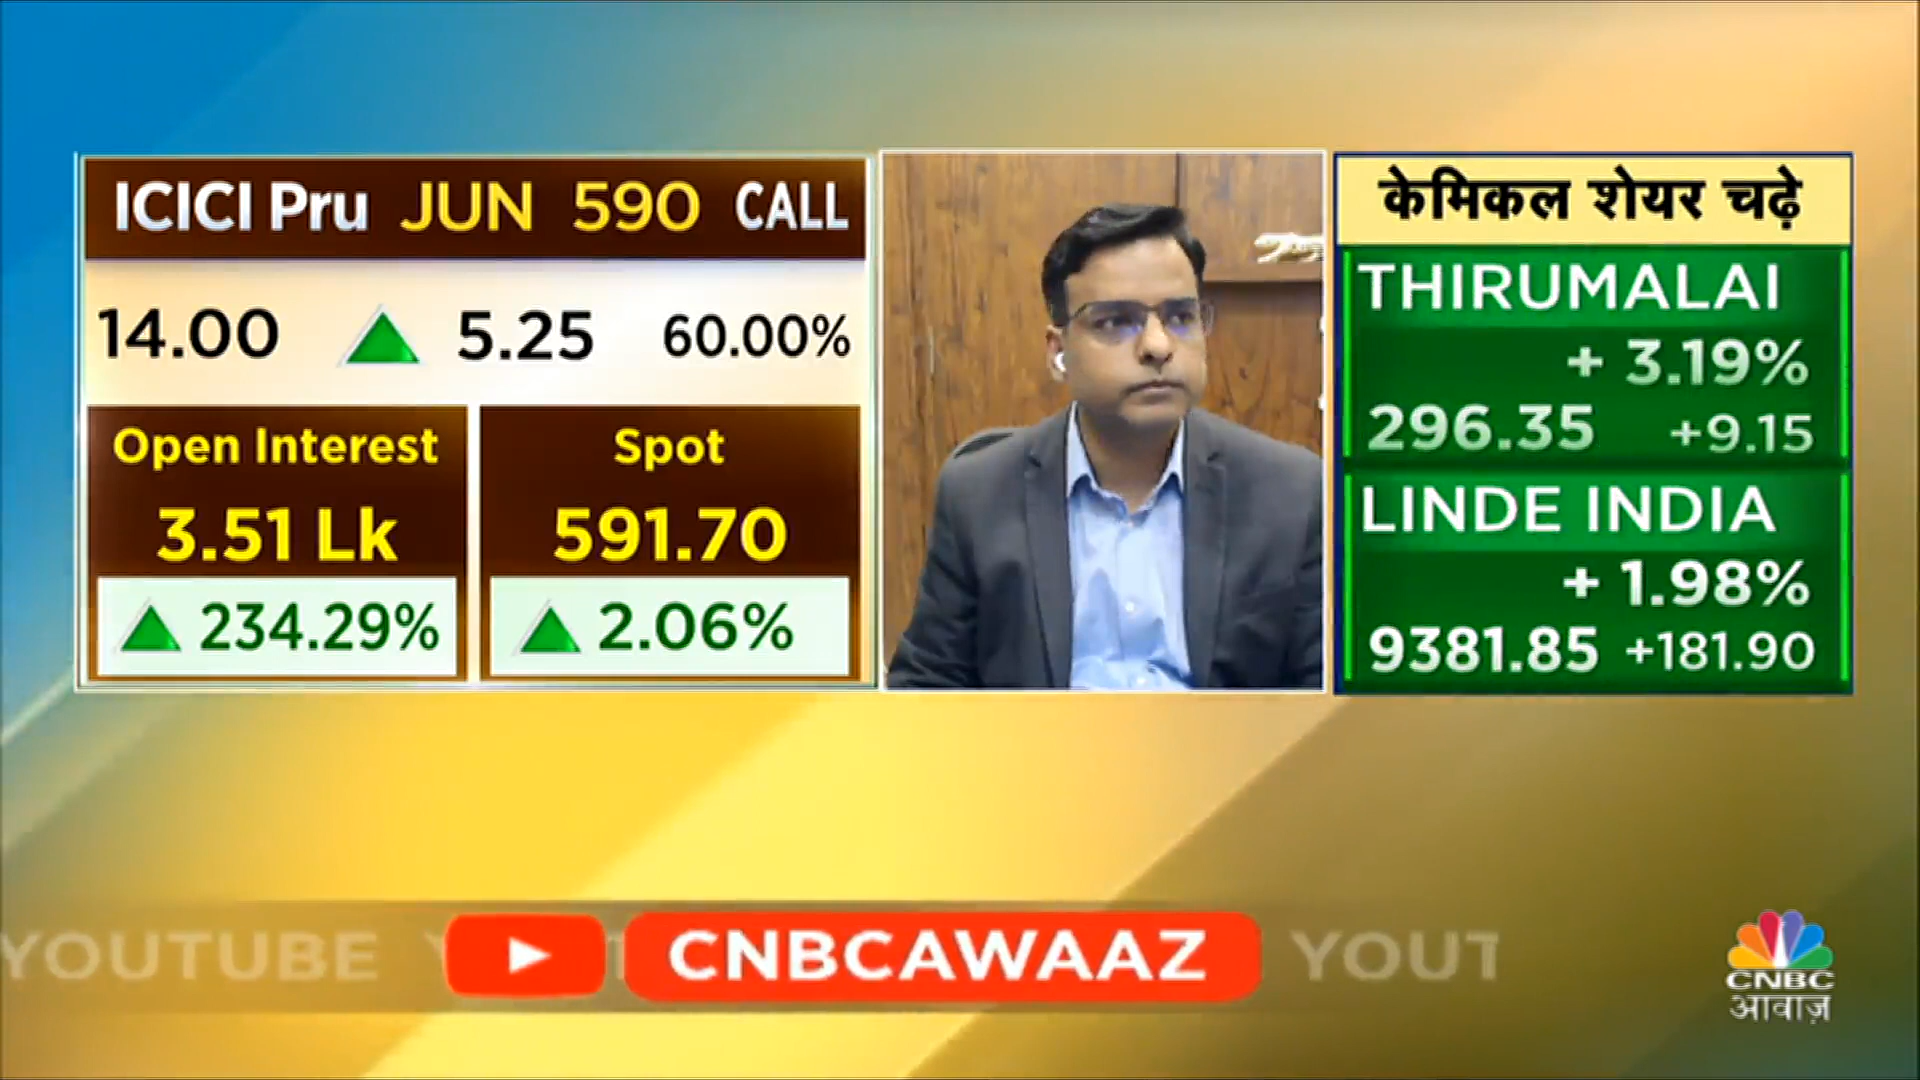 ICICI Pru JUN 590 CALL
14.00 5.25 60.00%
Open Interest
3.51 Lk
234.29%
Spot
591.70
2.06%
केमिकल शेयर चढ़े
THIRUMALAI
+ 3.19%
296.35 +9.15
LINDE INDIA
+ 1.98%
9381.85 +181.90
YOUTUBE CNBCAWAAZ YOUT
CNBC
आवाज़